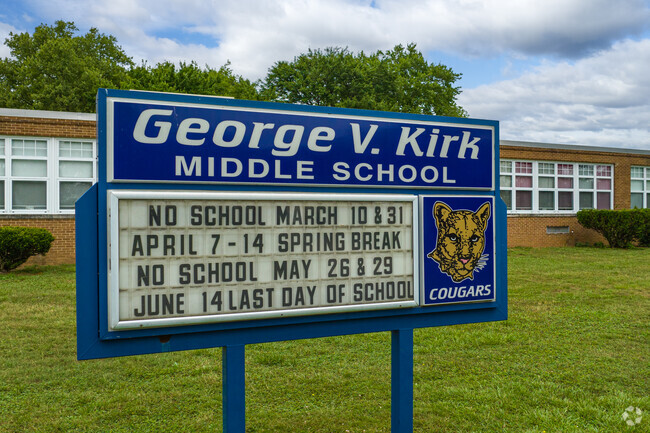 George V. Kirk
MIDDLE SCHOOL
NO SCHOOL MARCH 10 & 31
APRIL 7-14 SPRING BREAK
NO SCHOOL MAY 26 & 29
JUNE 14 LAST DAY OF SCHOOL
COUGARS